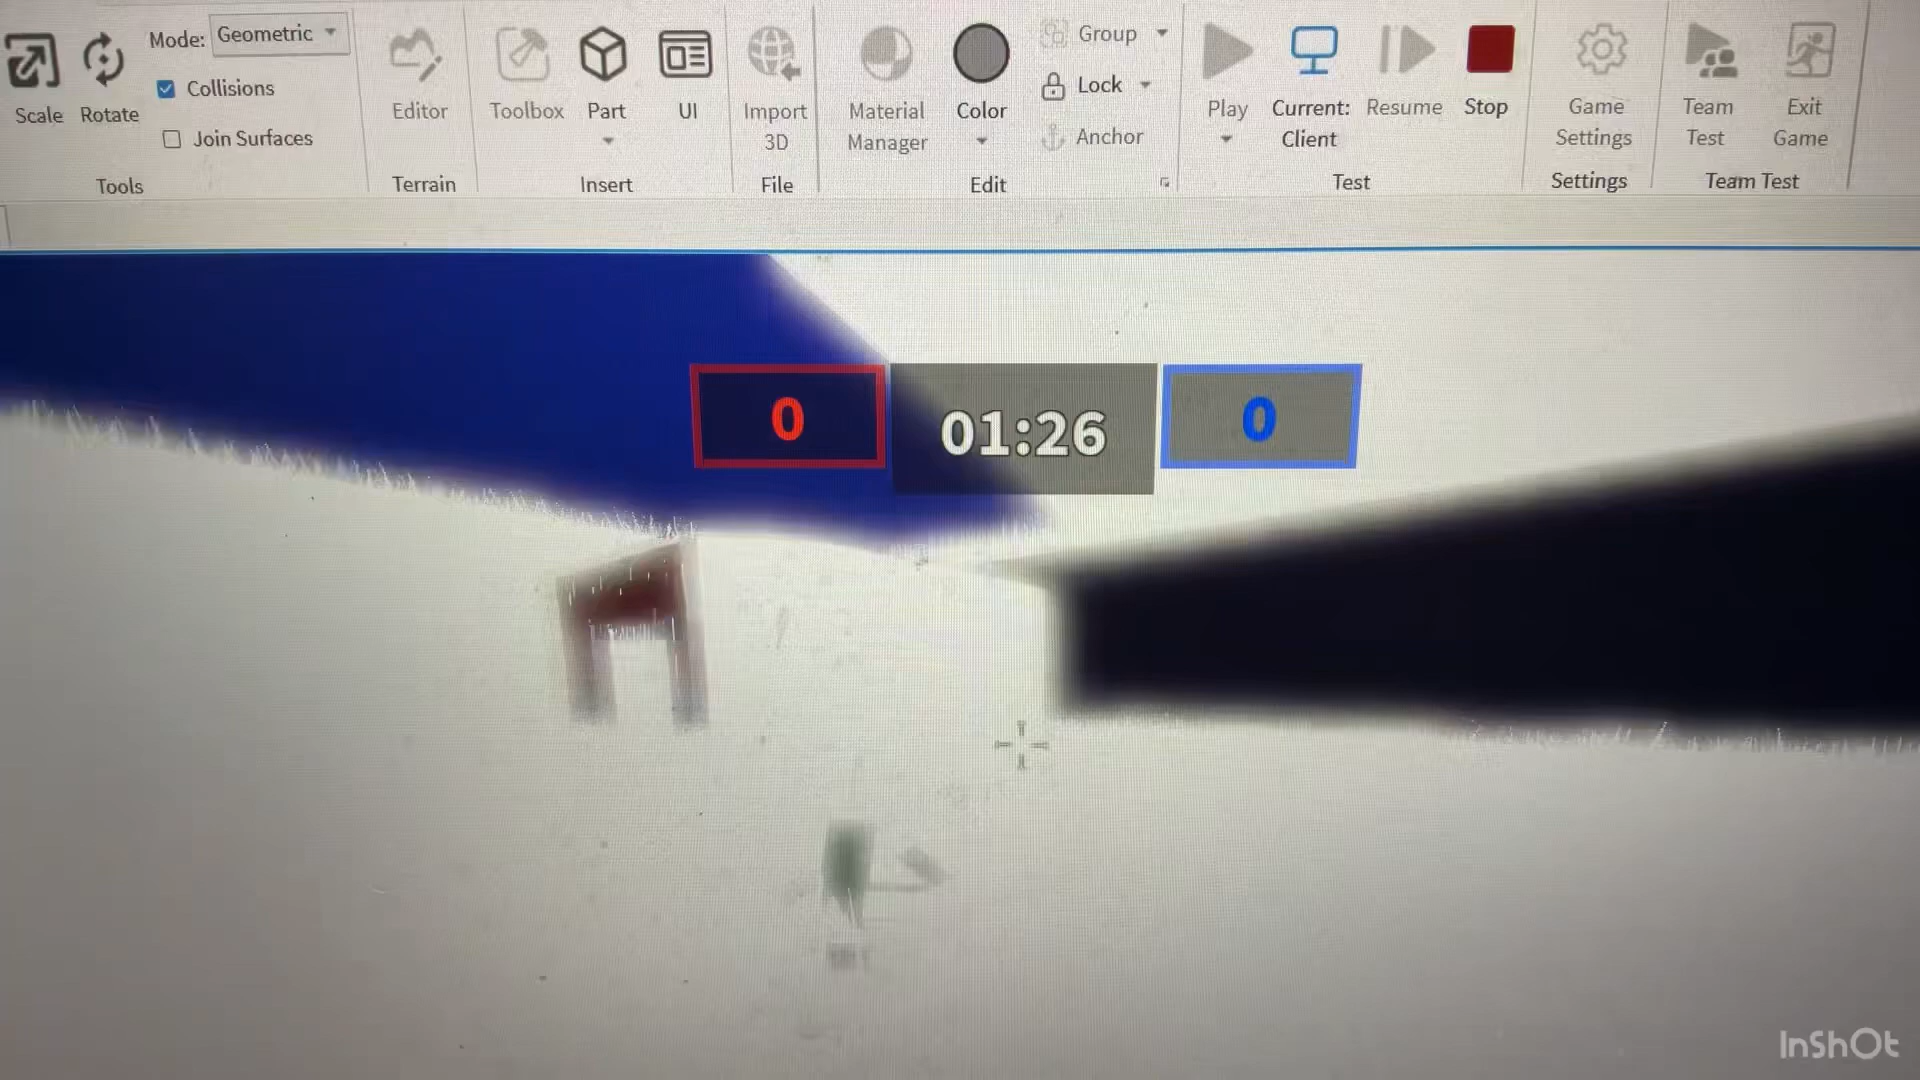 Mode: Geometric
Collisions
Join Surfaces
Scale Rotate
Tools
Editor
Terrain
Toolbox Part UI
Insert
Import
3D
File
Material
Manager
Color
Group
Lock
Anchor
Edit
Play
Current:
Client
Resume
Stop
Test
Game
Settings
Settings
Team
Test
Exit
Game
Team Test
0
01:26
0
InShOt